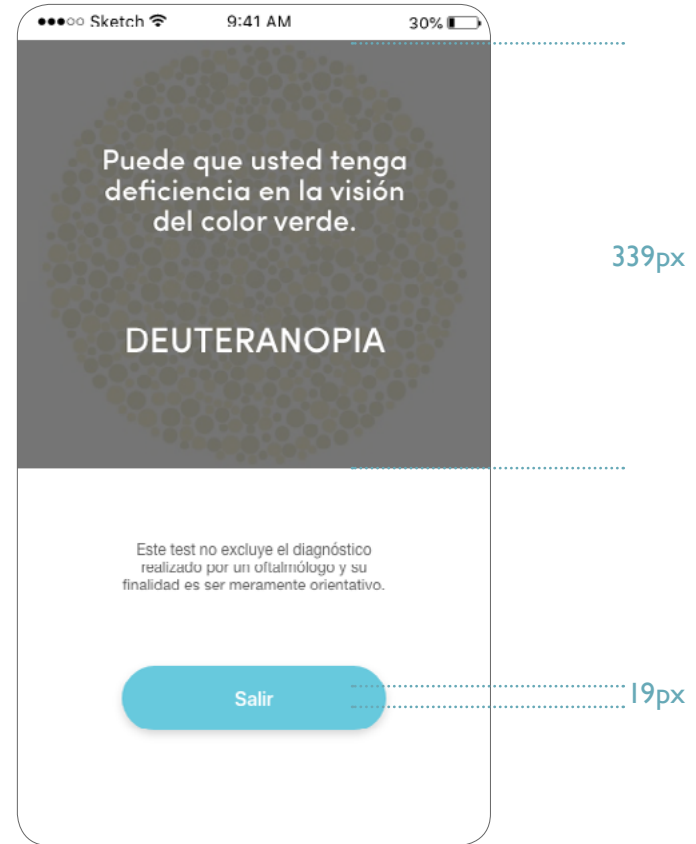 Sketch 9:41 AM 30%
Puede que usted tenga
deficiencia en la visión
del color verde.
339px
DEUTERANOPIA
Este test no excluye el diagnóstico
realizado por un oftalmólogo y su
finalidad es ser meramente orientativo.
Salir
19px